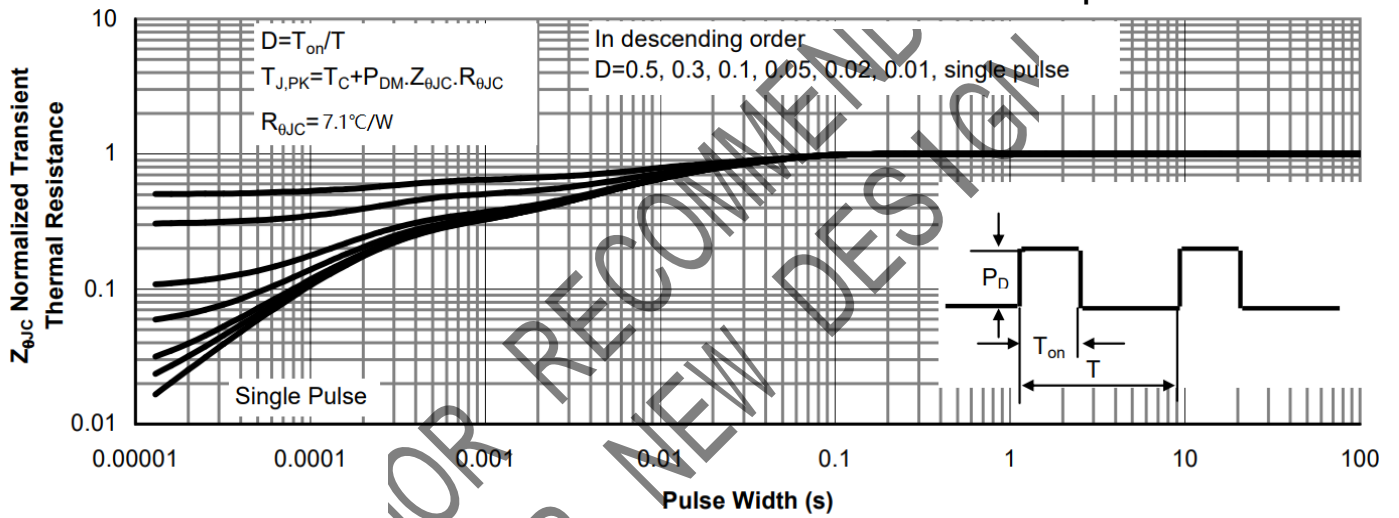 10
D=Ton/T
TJ,PK=TC+PDM.ZθJC.RθJC
RθJC=7.1℃/W
In descending order
D=0.5, 0.3, 0.1, 0.05, 0.02, 0.01, single pulse
1
0.1
0.01
ZθJC Normalized Transient
Thermal Resistance
Single Pulse
PD
Ton
T
0.00001
0.0001
0.001
0.01
0.1
1
10
100
Pulse Width (s)
OR RECOMMEND
NEW DESIGN